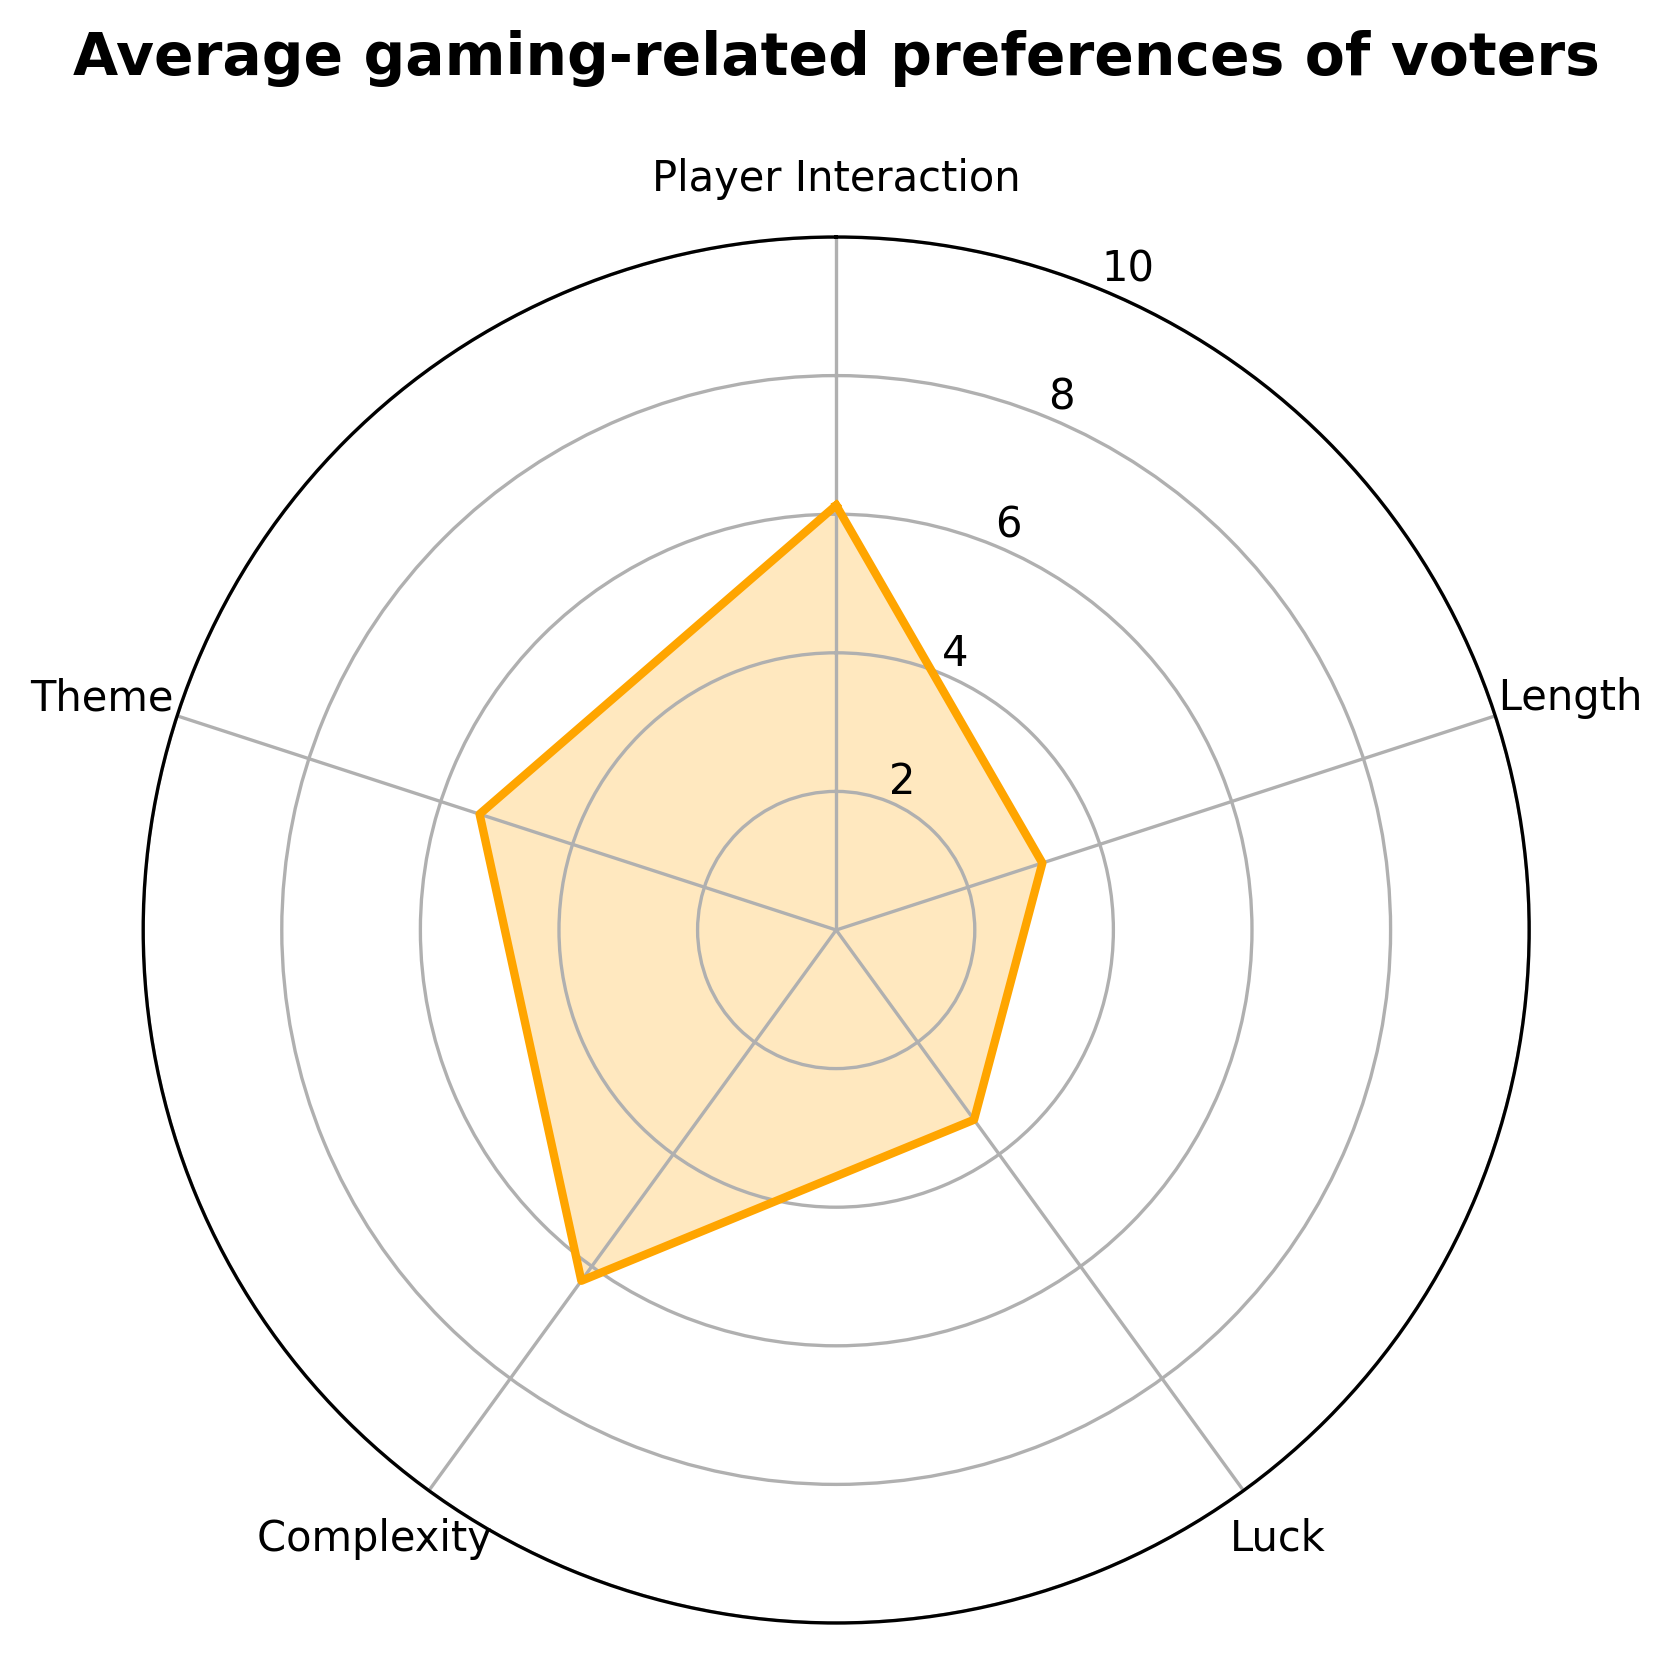 Average gaming-related preferences of voters
Player Interaction
10
8
6
4
2
Theme
Length
Complexity
Luck